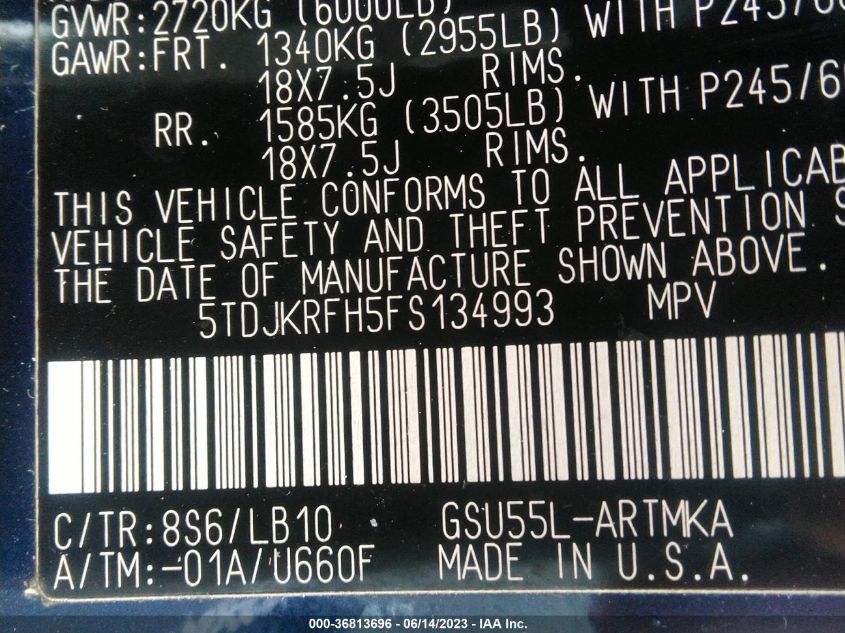 GVWR:2720KG (6000LB)
GAWR:FRT. 1340KG (2955LB) WITH P245/60
18X7.5J RIMS.
RR. 1585KG (3505LB) WITH P245/60
18X7.5J RIMS.
THIS VEHICLE CONFORMS TO ALL APPLICAB
VEHICLE SAFETY AND THEFT PREVENTION S
THE DATE OF MANUFACTURE SHOWN ABOVE.
5TDJKRFH5FS134993 MPV
C/TR:8S6/LB10 GSU55L-ARTMKA
A/TM:-01A/U660F MADE IN U.S.A.
000-36813696 - 06/14/2023 - IAA Inc.